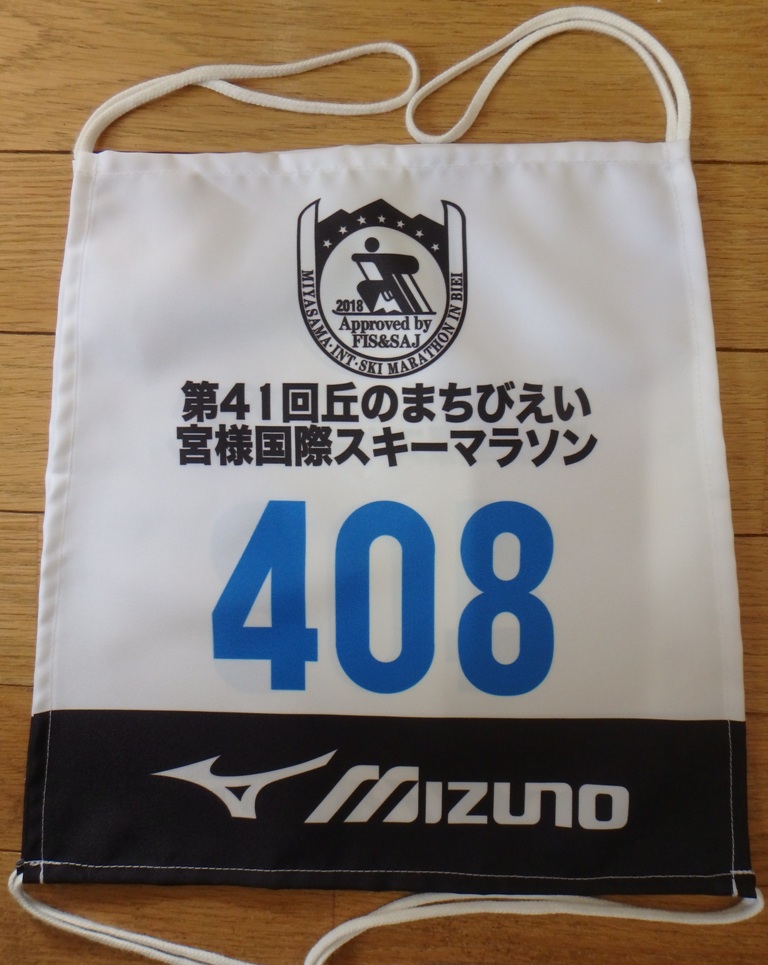 2018
Approved by
FIS&SAJ
MIYASAMA・INT・SKI MARATHON IN BIEI
第41回丘のまちびえい
宮様国際スキーマラソン
408
MIZUNO